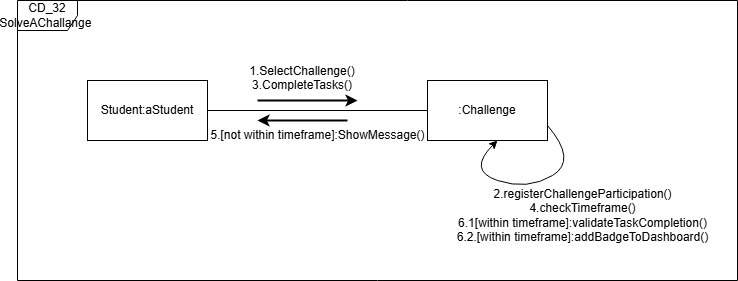 CD_32
SolveAChallange
1.SelectChallenge()
3.CompleteTasks()
Student:aStudent
:Challenge
5.[not within timeframe]:ShowMessage()
2.registerChallengeParticipation()
4.checkTimeframe()
6.1[within timeframe]:validateTaskCompletion()
6.2.[within timeframe]:addBadgeToDashboard()